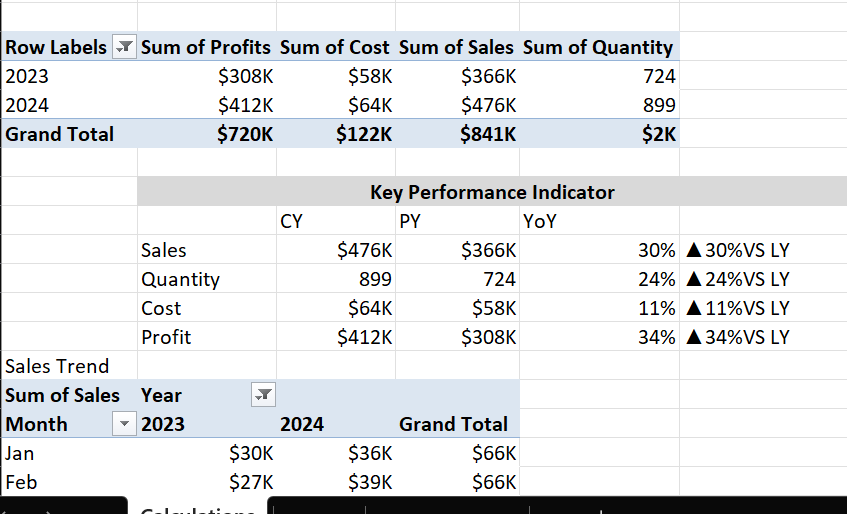 Row Labels Sum of Profits Sum of Cost Sum of Sales Sum of Quantity
2023 $308K $58K $366K 724
2024 $412K $64K $476K 899
Grand Total $720K $122K $841K $2K
Key Performance Indicator
CY PY YoY
Sales $476K $366K 30% ▲30%VS LY
Quantity 899 724 24% ▲24%VS LY
Cost $64K $58K 11% ▲11%VS LY
Profit $412K $308K 34% ▲34%VS LY
Sales Trend
Sum of Sales Year
Month 2023 2024 Grand Total
Jan $30K $36K $66K
Feb $27K $39K $66K
Calculations